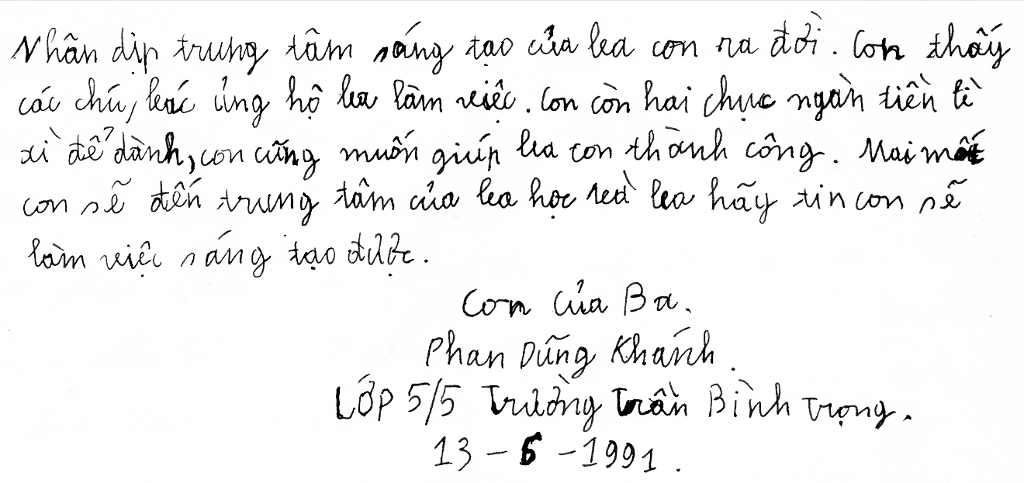 Nhân dịp trung tâm sáng tạo của ba con ra đời. Con thấy
các chú, bác ủng hộ ba làm việc. Con còn hai chục ngàn tiền lì
xì để dành, con cũng muốn giúp ba con thành công. Mai mốt
con sẽ đến trung tâm của ba học và ba hãy tin con sẽ
làm việc sáng tạo được.
Con của Ba.
Phan Dũng Khánh.
LỚP 5/5 Trường Trần Bình Trọng.
13-6-1991.